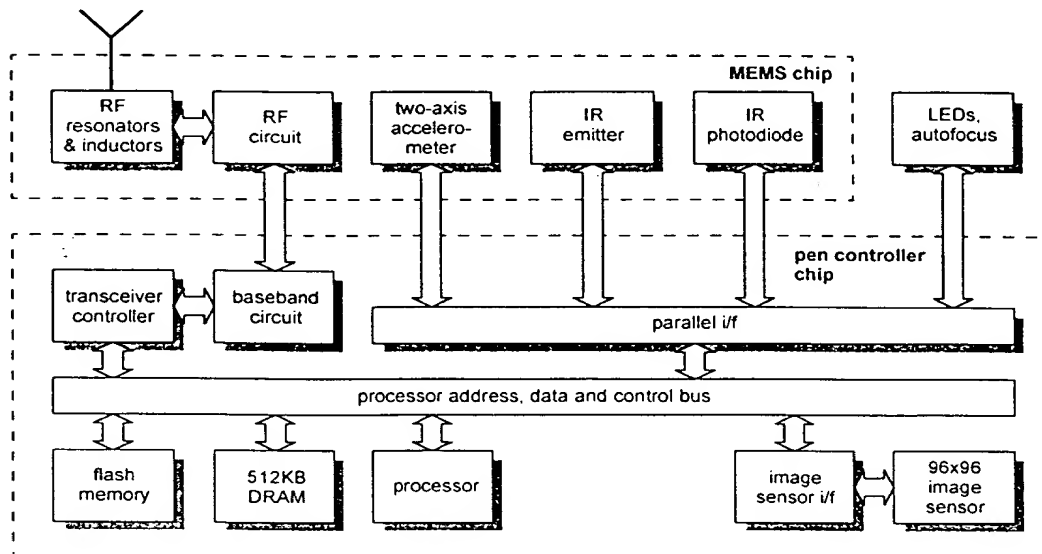 MEMS chip
RF
resonators
& inductors
RF
circuit
two-axis
accelero-
meter
IR
emitter
IR
photodiode
LEDs,
autofocus
pen controller
chip
transceiver
controller
baseband
circuit
parallel i/f
processor address, data and control bus
flash
memory
512KB
DRAM
processor
image
sensor i/f
96x96
image
sensor